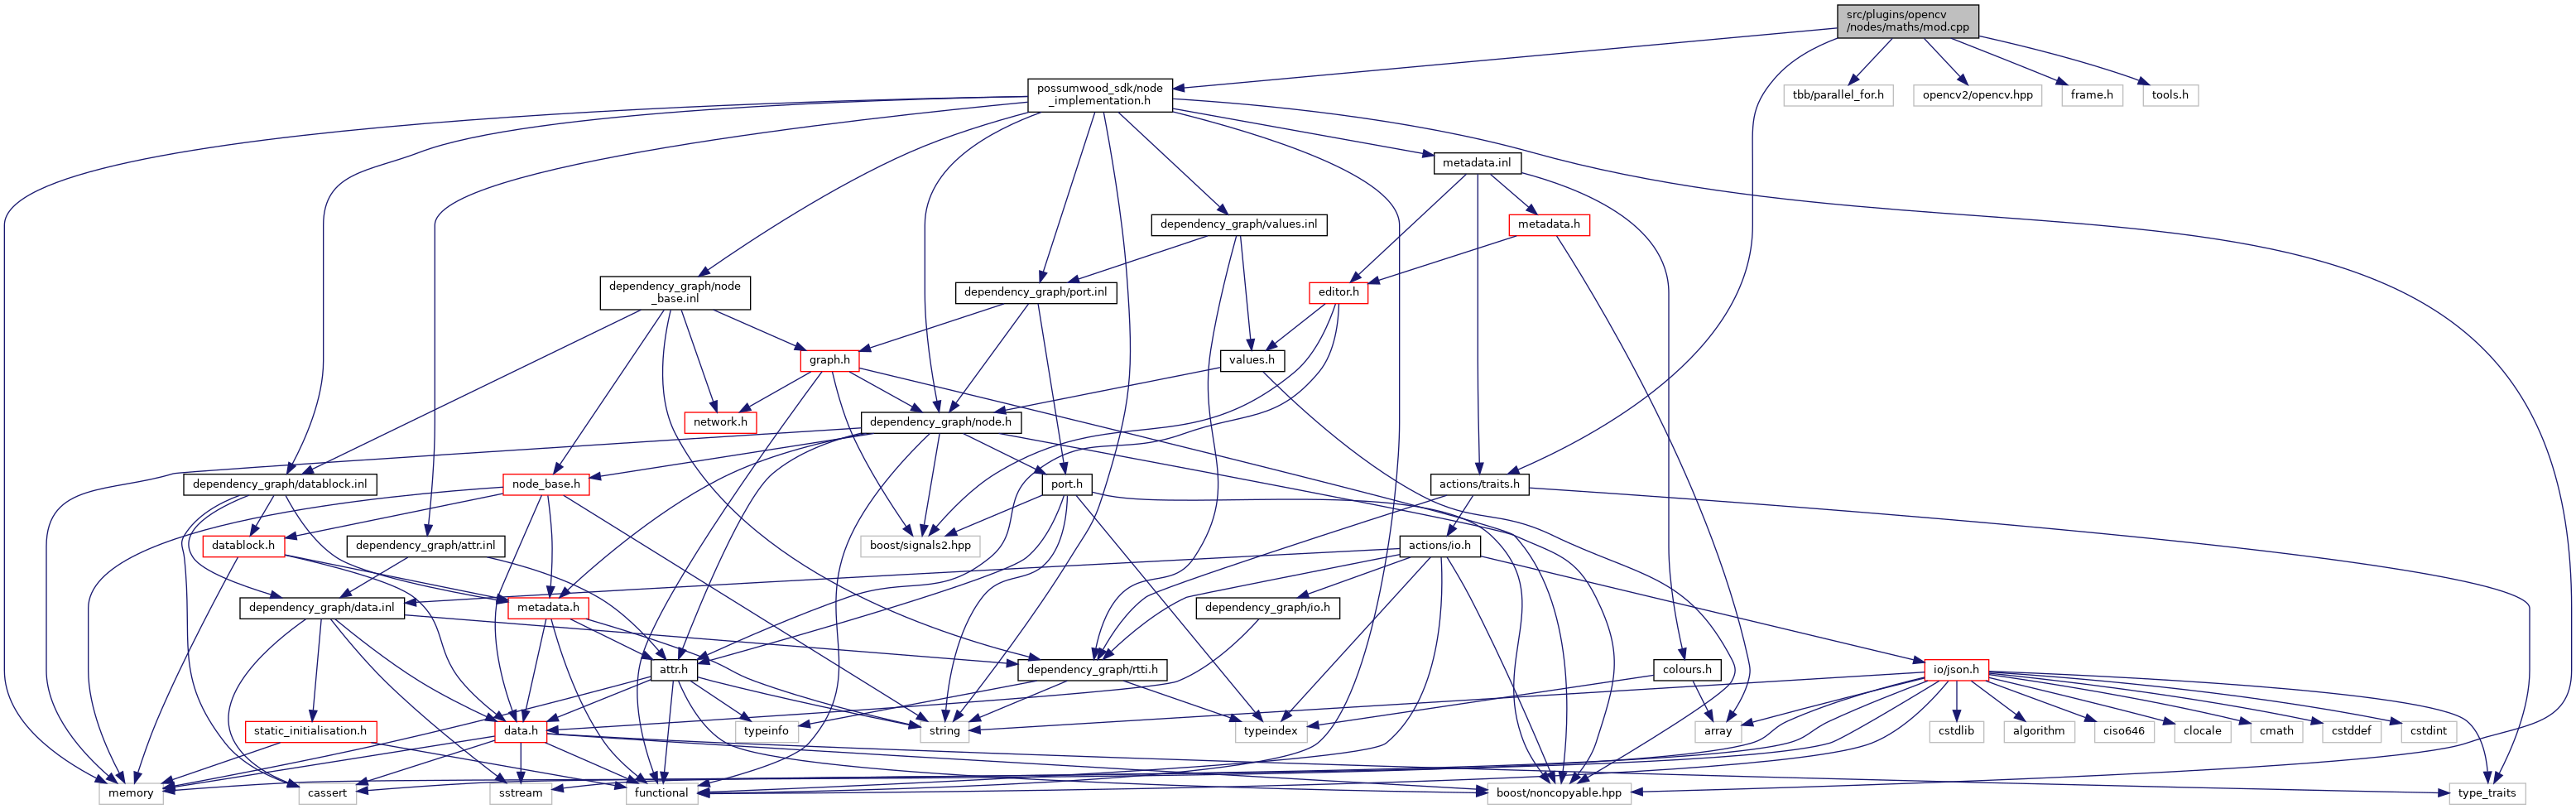 src/plugins/opencv
/nodes/maths/mod.cpp
possumwood_sdk/node
_implementation.h
tbb/parallel_for.h
opencv2/opencv.hpp
frame.h
tools.h
metadata.inl
dependency_graph/values.inl
metadata.h
dependency_graph/node
_base.inl
dependency_graph/port.inl
editor.h
graph.h
values.h
network.h
dependency_graph/node.h
dependency_graph/datablock.inl
node_base.h
port.h
actions/traits.h
datablock.h
dependency_graph/attr.inl
boost/signals2.hpp
actions/io.h
dependency_graph/data.inl
metadata.h
dependency_graph/io.h
attr.h
dependency_graph/rtti.h
colours.h
io/json.h
static_initialisation.h
data.h
typeinfo
string
typeindex
array
cstdlib
algorithm
ciso646
clocale
cmath
cstddef
cstdint
memory
cassert
sstream
functional
boost/noncopyable.hpp
type_traits